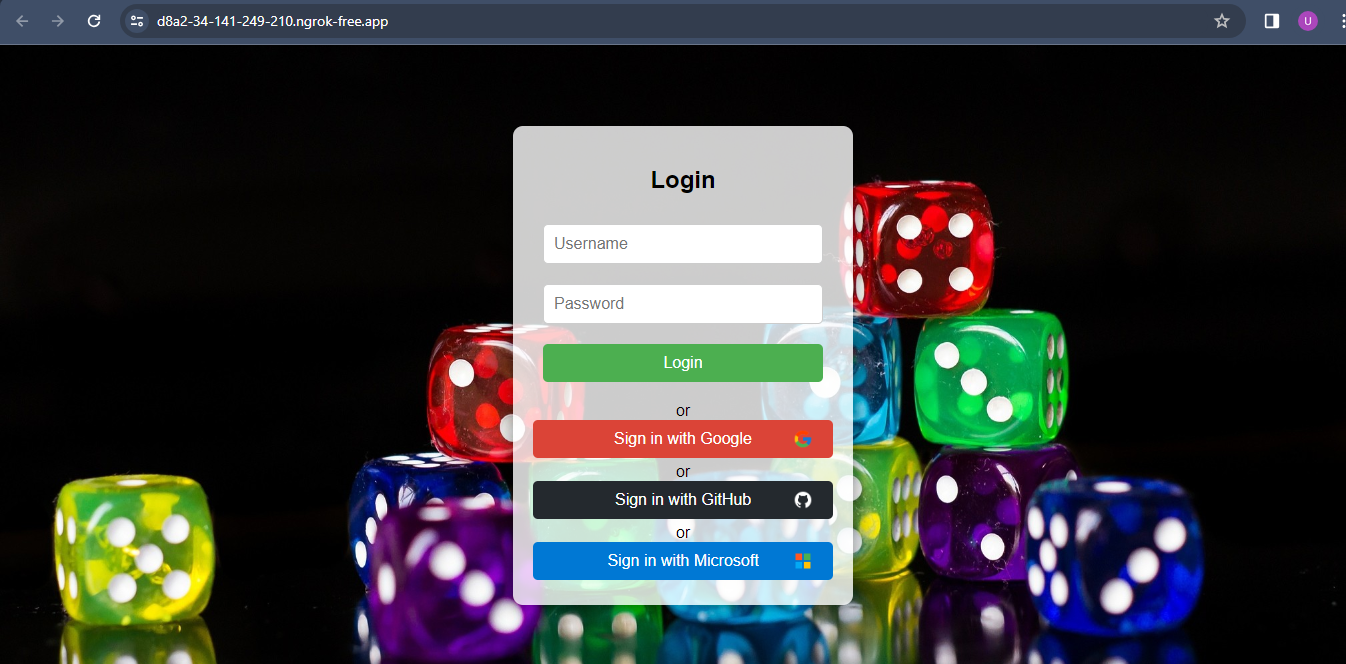 d8a2-34-141-249-210.ngrok-free.app
U
Login
Username
Password
Login
or
Sign in with Google
or
Sign in with GitHub
or
Sign in with Microsoft